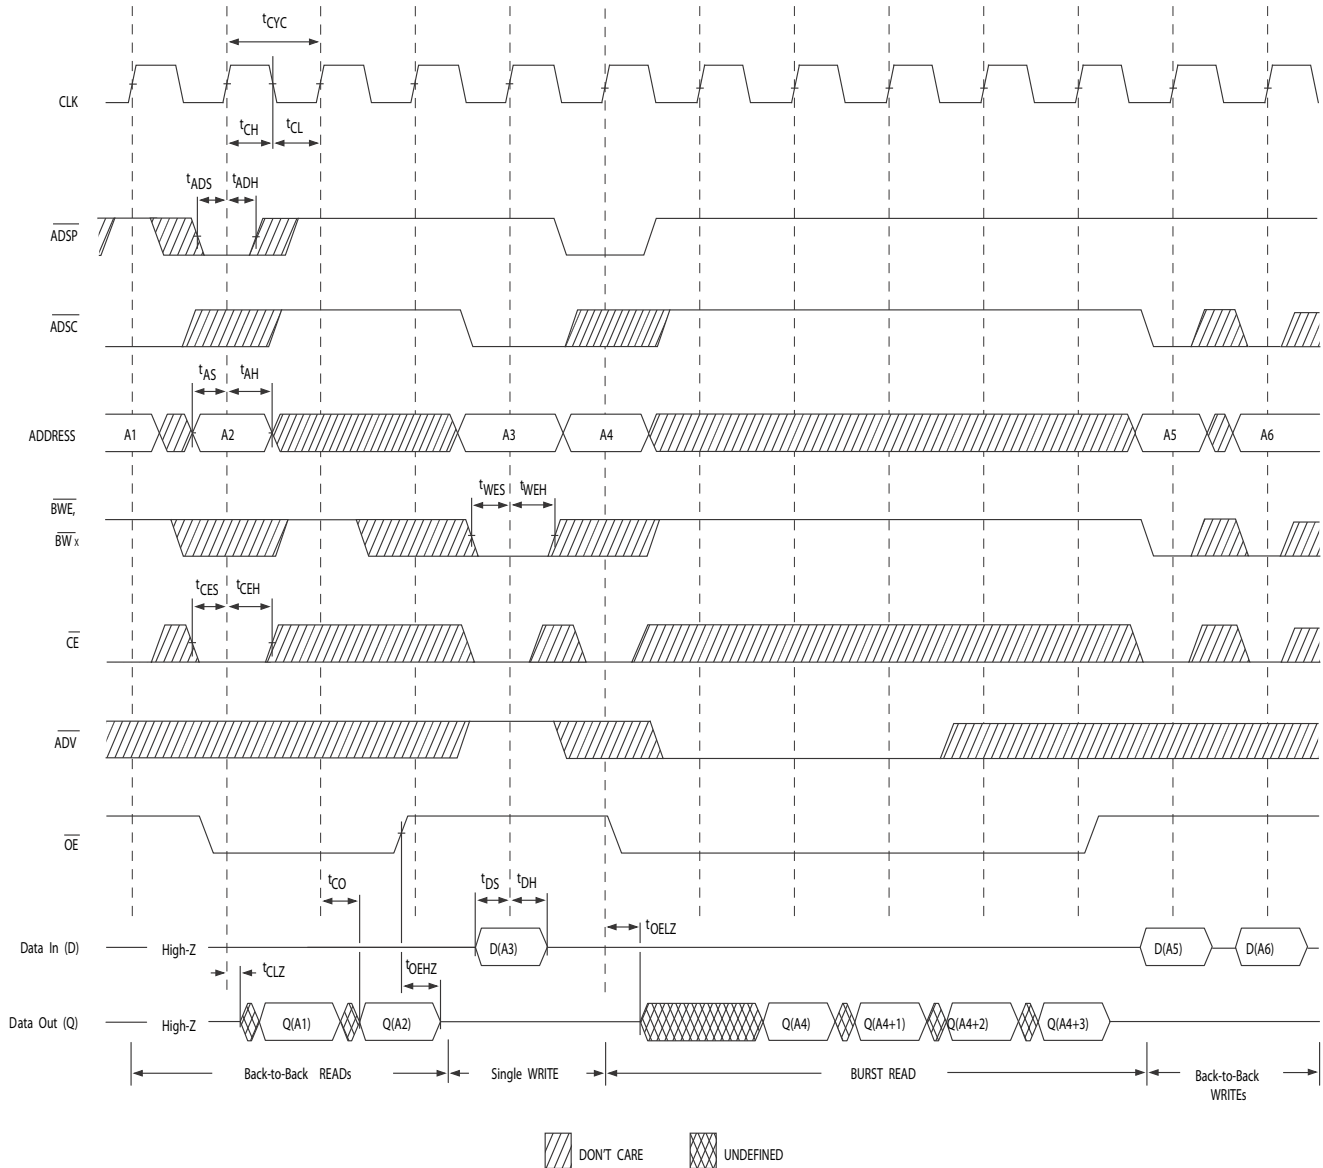 tCYC
CLK
tCH tCL
tADS tADH
ADSP
ADSC
tAS tAH
ADDRESS A1 A2 A3 A4 A5 A6
tWES tWEH
BWE,
BWx
tCES tCEH
CE
ADV
OE
tCO tDS tDH
tOELZ
Data In (D) High-Z D(A3) D(A5) D(A6)
tCLZ tOEHZ
Data Out (Q) High-Z Q(A1) Q(A2) Q(A4) Q(A4+1) Q(A4+2) Q(A4+3)
Back-to-Back READs Single WRITE BURST READ Back-to-Back
WRITEs
DON'T CARE UNDEFINED